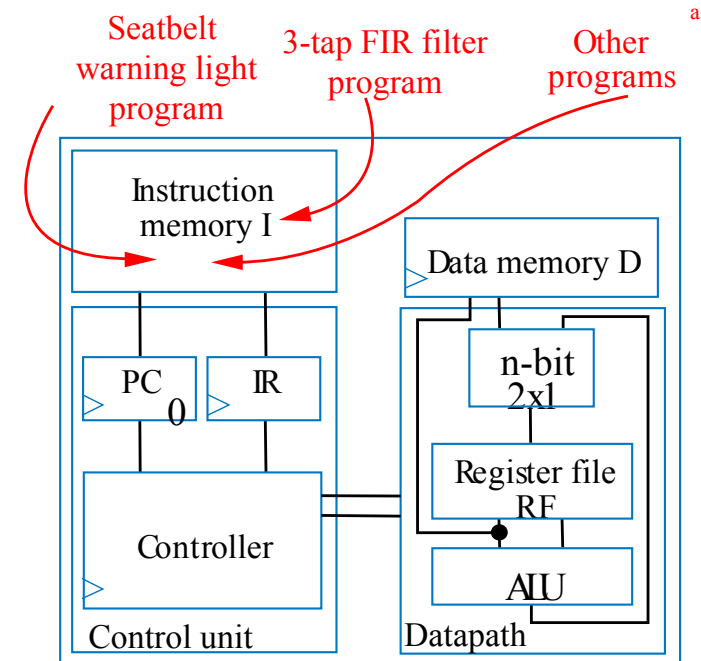 a
Seatbelt
warning light
program
3-tap FIR filter
program
Other
programs
Instruction
memory I
Data memory D
PC
0
IR
n-bit
2x1
Register file
RF
Controller
ALU
Control unit
Datapath